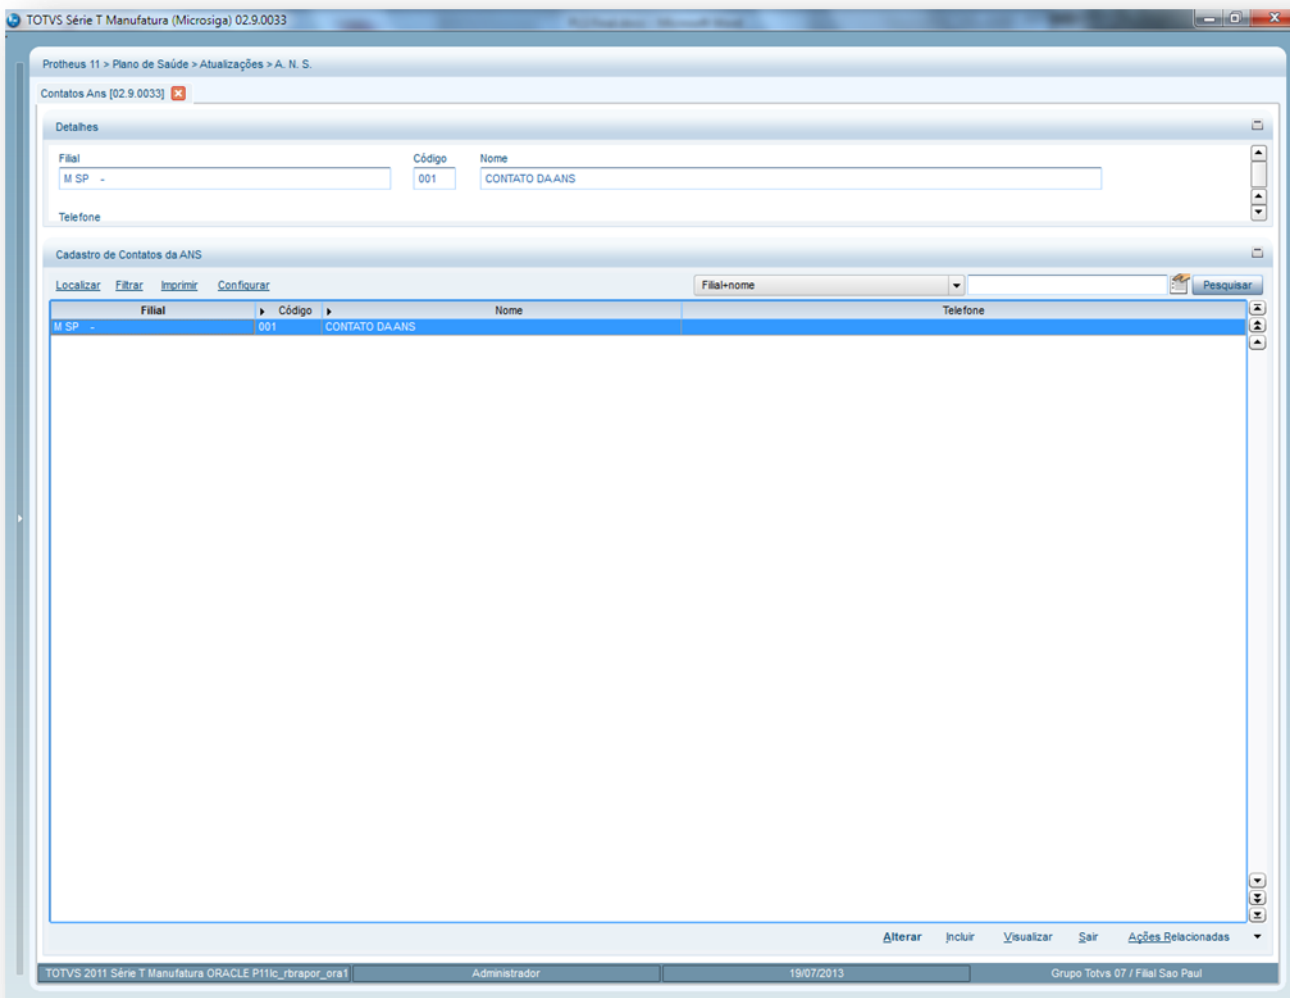 TOTVS Série T Manufatura (Microsiga) 02.9.0033
Protheus 11 > Plano de Saúde > Atualizações > A. N. S.
Contatos Ans [02.9.0033]
Detalhes
Filial Código Nome
M SP - 001 CONTATO DA ANS
Telefone
Cadastro de Contatos da ANS
Localizar Filtrar Imprimir Configurar Filial+nome Pesquisar
Filial Código Nome Telefone
M SP - 001 CONTATO DA ANS
Alterar Incluir Visualizar Sair Ações Relacionadas
TOTVS 2011 Série T Manufatura ORACLE P11lc_rbrapor_ora1 Administrador 19/07/2013 Grupo Totvs 07 / Filial Sao Paul